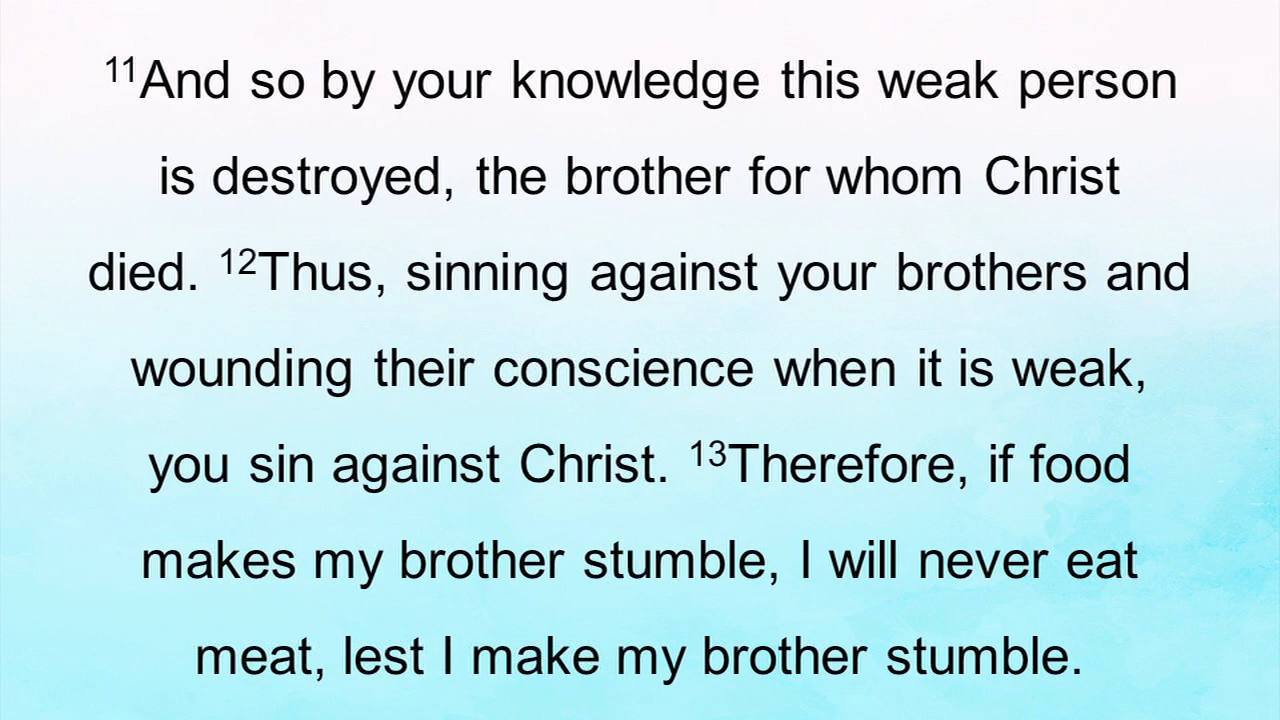 ¹¹And so by your knowledge this weak person
is destroyed, the brother for whom Christ
died. ¹²Thus, sinning against your brothers and
wounding their conscience when it is weak,
you sin against Christ. ¹³Therefore, if food
makes my brother stumble, I will never eat
meat, lest I make my brother stumble.